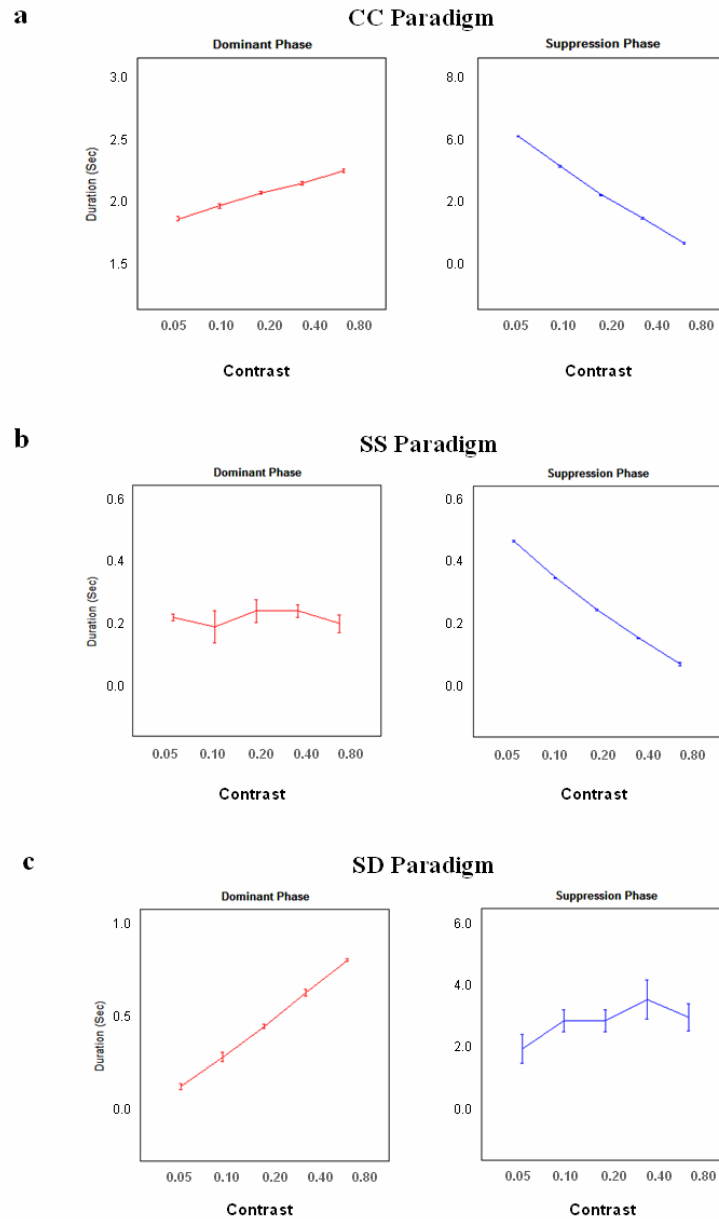 a
CC Paradigm
Dominant Phase
Suppression Phase
3.0
2.5
2.0
1.5
Duration (Sec)
8.0
6.0
2.0
0.0
0.05 0.10 0.20 0.40 0.80
0.05 0.10 0.20 0.40 0.80
Contrast
Contrast
b
SS Paradigm
Dominant Phase
Suppression Phase
0.6
0.4
0.2
0.0
Duration (Sec)
0.6
0.4
0.2
0.0
0.05 0.10 0.20 0.40 0.80
0.05 0.10 0.20 0.40 0.80
Contrast
Contrast
c
SD Paradigm
Dominant Phase
Suppression Phase
1.0
0.5
0.0
Duration (Sec)
6.0
4.0
2.0
0.0
0.05 0.10 0.20 0.40 0.80
0.05 0.10 0.20 0.40 0.80
Contrast
Contrast